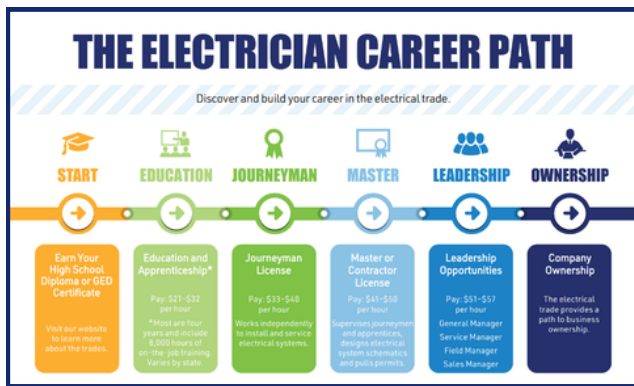 THE ELECTRICIAN CAREER PATH
Discover and build your career in the electrical trade.
START
EDUCATION
JOURNEYMAN
MASTER
LEADERSHIP
OWNERSHIP
Earn Your
High School
Diploma or GED
Certificate
Visit our website
to learn more
about the trades.
Education and
Apprenticeship*
Pay: $21-$32
per hour
*Most are four
years and include
8,000 hours of
on-the-job training.
Varies by state.
Journeyman
License
Pay: $33-$40
per hour
Works independently
to install and service
electrical systems.
Master or
Contractor
License
Pay: $41-$50
per hour
Supervises journeymen
and apprentices,
designs electrical
system schematics
and pulls permits.
Leadership
Opportunities
Pay: $51-$57
per hour
General Manager
Service Manager
Field Manager
Sales Manager
Company
Ownership
The electrical
trade provides a
path to business
ownership.